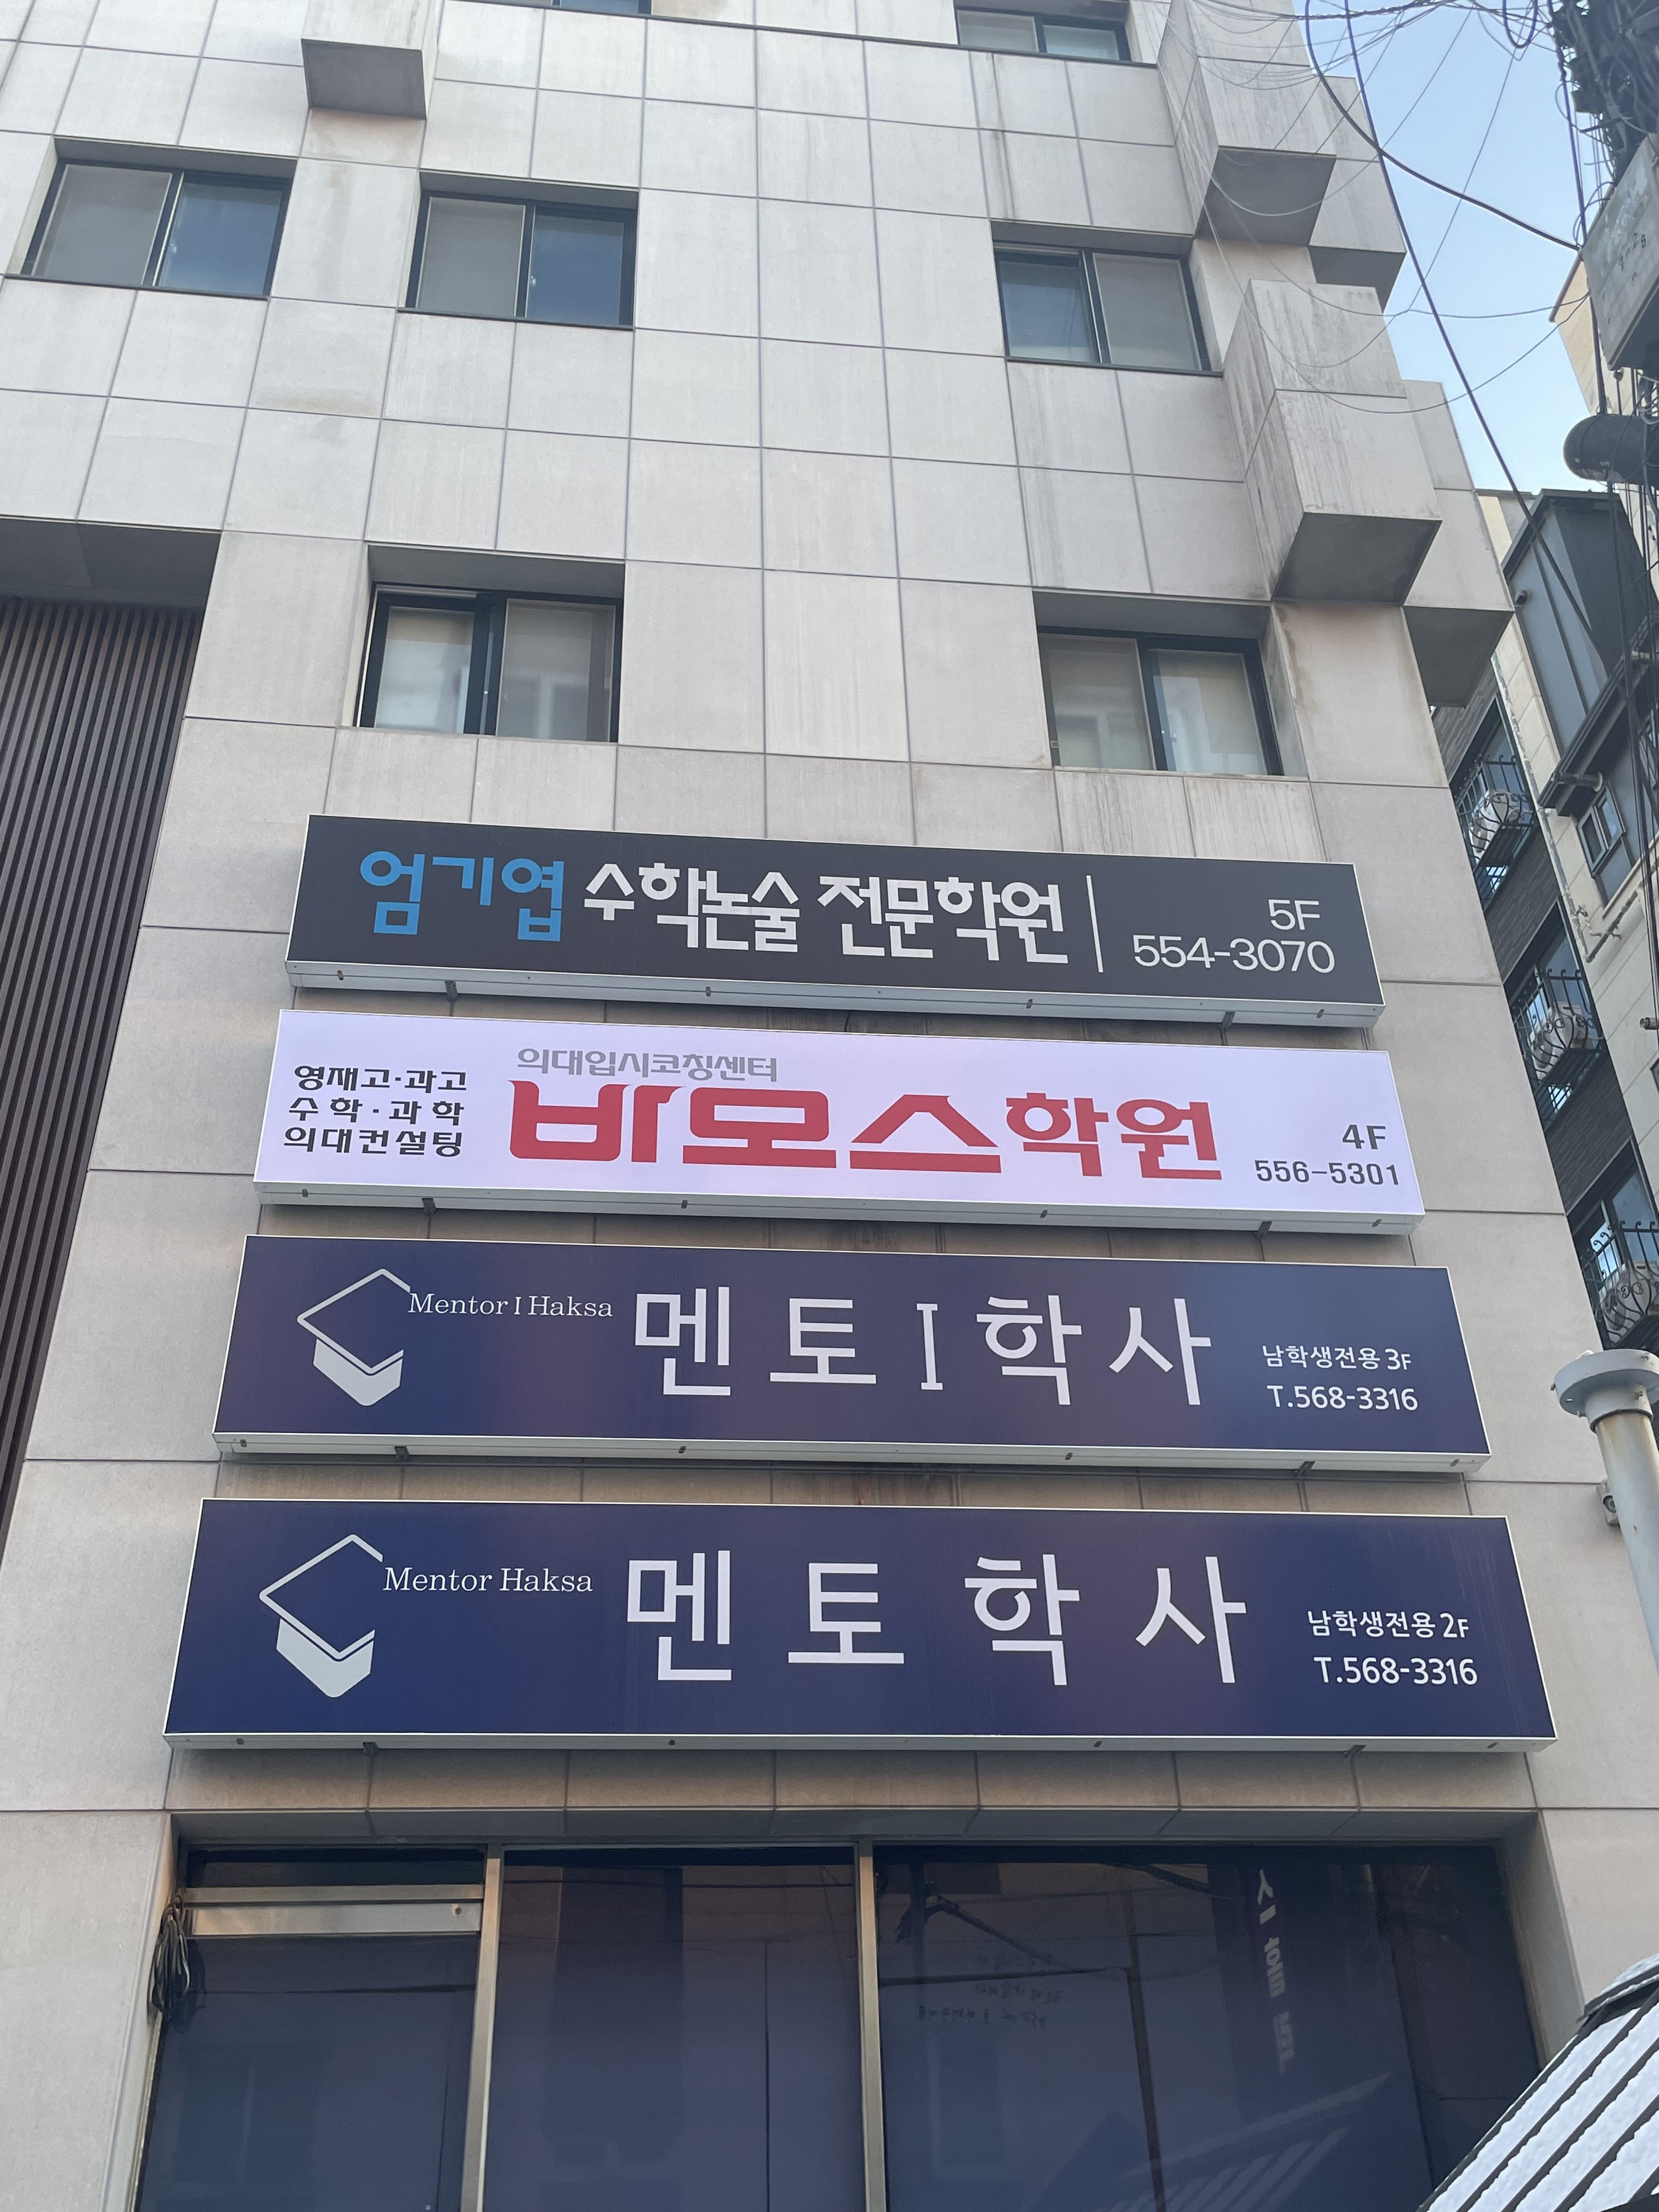 엄기엽 수학논술 전문학원
5F
554-3070
영재고·과고
수학·과학
의대컨설팅
의대입시코칭센터
바모스학원
4F
556-5301
Mentor I Haksa
멘토 I 학사
남학생전용 3F
T.568-3316
Mentor Haksa
멘토학사
남학생전용 2F
T.568-3316